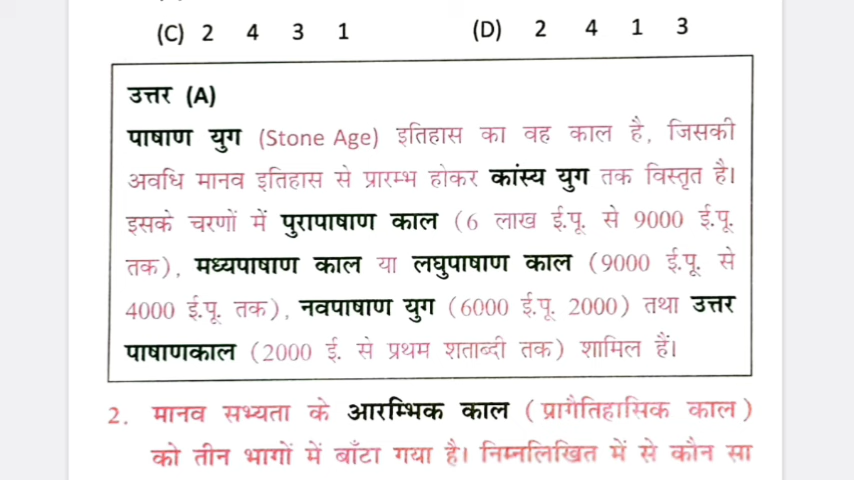 (C) 2 4 3 1 (D) 2 4 1 3
उत्तर (A)
पाषाण युग (Stone Age) इतिहास का वह काल है, जिसकी
अवधि मानव इतिहास से प्रारम्भ होकर कांस्य युग तक विस्तृत है।
इसके चरणों में पुरापाषाण काल (6 लाख ई.पू. से 9000 ई.पू.
तक), मध्यपाषाण काल या लघुपाषाण काल (9000 ई.पू. से
4000 ई.पू. तक), नवपाषाण युग (6000 ई.पू. 2000) तथा उत्तर
पाषाणकाल (2000 ई. से प्रथम शताब्दी तक) शामिल हैं।
2. मानव सभ्यता के आरम्भिक काल (प्रागैतिहासिक काल)
को तीन भागों में बाँटा गया है। निम्नलिखित में से कौन सा